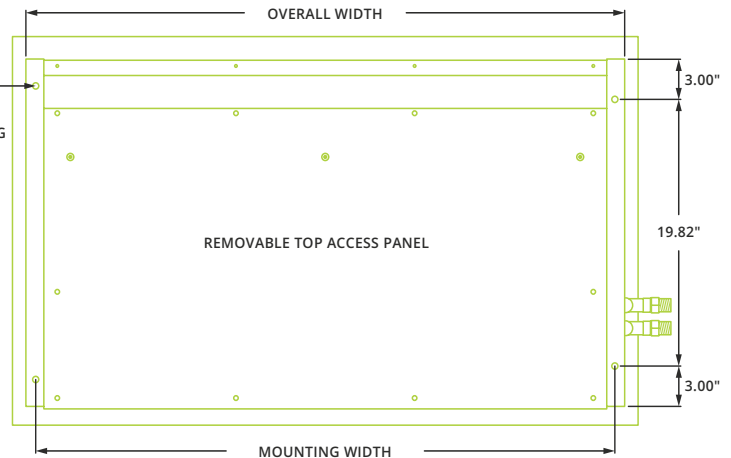 OVERALL WIDTH
3.00"
G
19.82"
REMOVABLE TOP ACCESS PANEL
3.00"
MOUNTING WIDTH